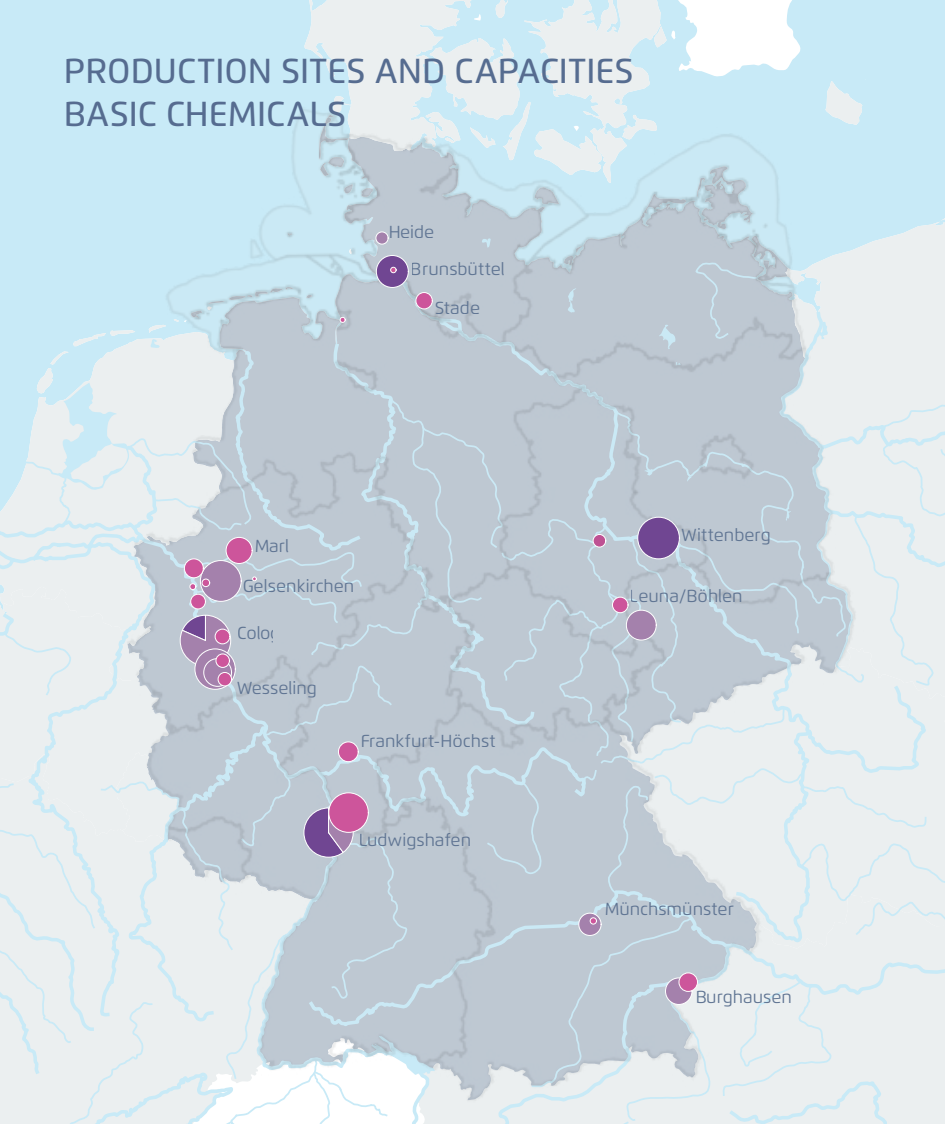 PRODUCTION SITES AND CAPACITIES
BASIC CHEMICALS
Heide
Brunsbüttel
Stade
Wittenberg
Marl
Gelsenkirchen
Leuna/Böhlen
Wesseling
Frankfurt-Höchst
Ludwigshafen
Münchsmünster
Burghausen